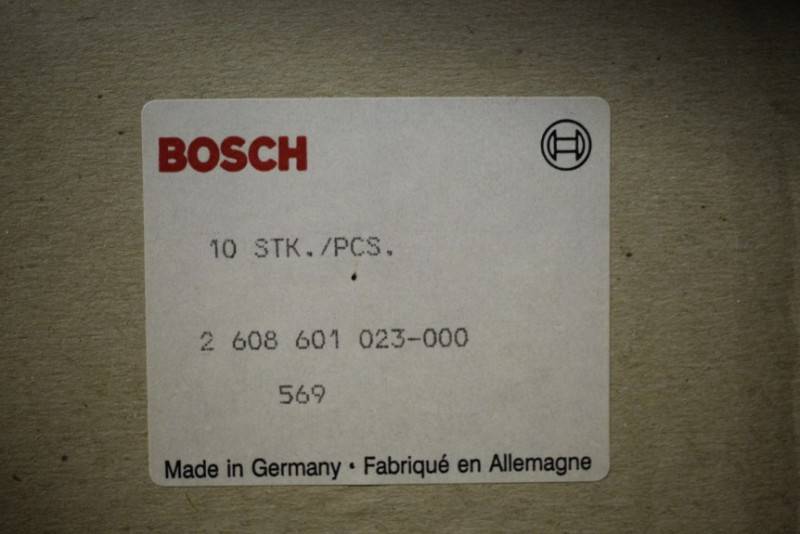 BOSCH
10 STK./PCS.
2 608 601 023-000
569
Made in Germany • Fabriqué en Allemagne